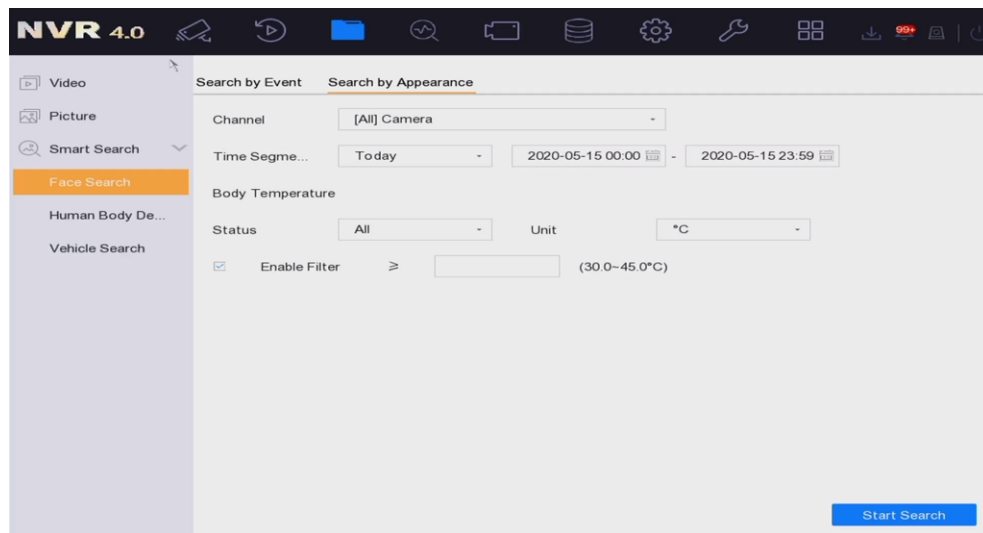 NVR 4.0
99+
Video
Picture
Smart Search
Face Search
Human Body De...
Vehicle Search
Search by Event Search by Appearance
Channel [All] Camera
Time Segme... Today 2020-05-15 00:00 - 2020-05-15 23:59
Body Temperature
Status All Unit °C
Enable Filter ≥ (30.0~45.0°C)
Start Search